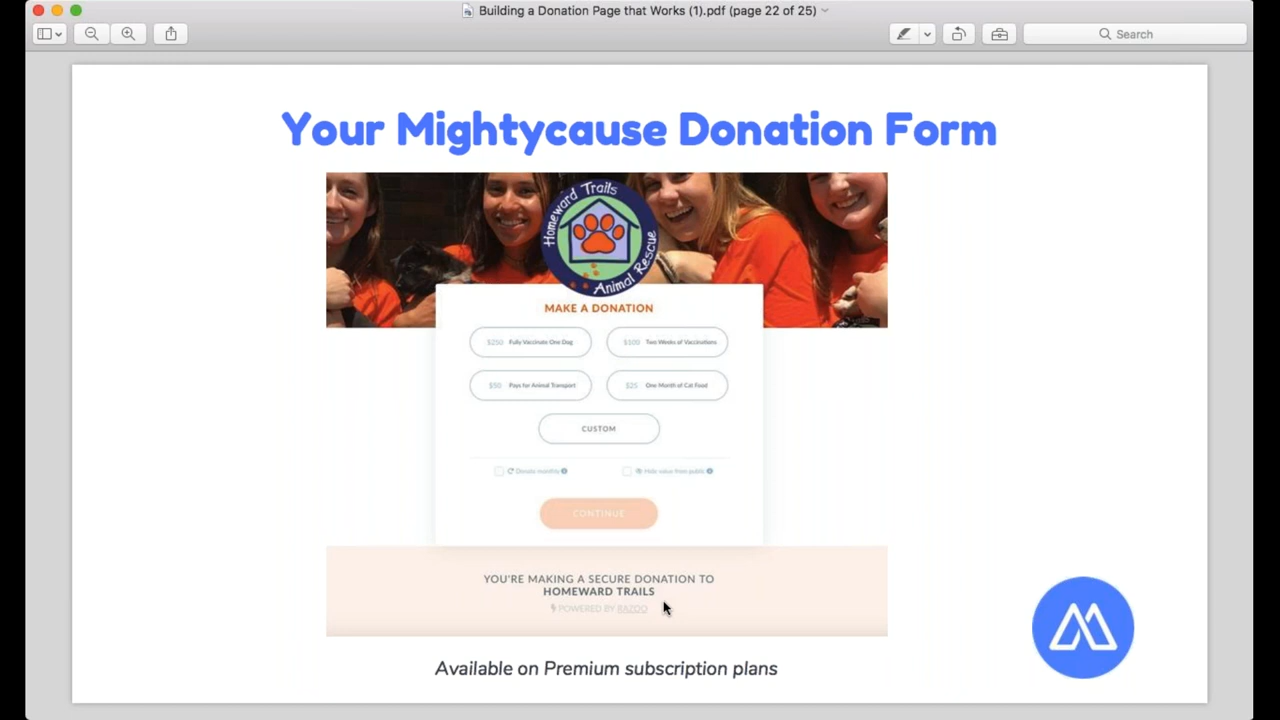 Building a Donation Page that Works (1).pdf (page 22 of 25)
Search
Your Mightycause Donation Form
Homeward Trails
Animal Rescue
MAKE A DONATION
$250 Fully Vaccinate One Dog
$100 Two Weeks of Vaccinations
$50 Pays for Animal Transport
$25 One Month of Cat Food
CUSTOM
Donate monthly
Hide value from public
CONTINUE
YOU'RE MAKING A SECURE DONATION TO
HOMEWARD TRAILS
POWERED BY RAZOO
Available on Premium subscription plans